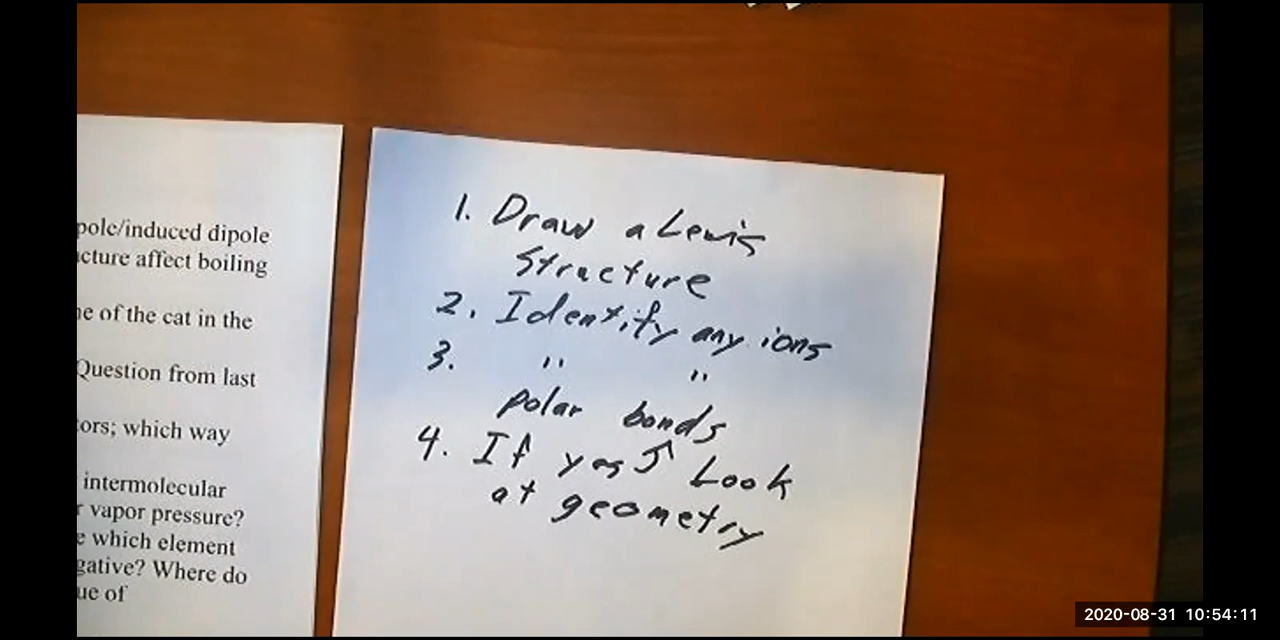 pole/induced dipole
cture affect boiling
e of the cat in the
Question from last
ors; which way
intermolecular
r vapor pressure?
e which element
gative? Where do
ue of
1. Draw a Lewis
Structure
2. Identify any ions
3. " "
polar bonds
4. If yes ↑ Look
at geometry
2020-08-31 10:54:11